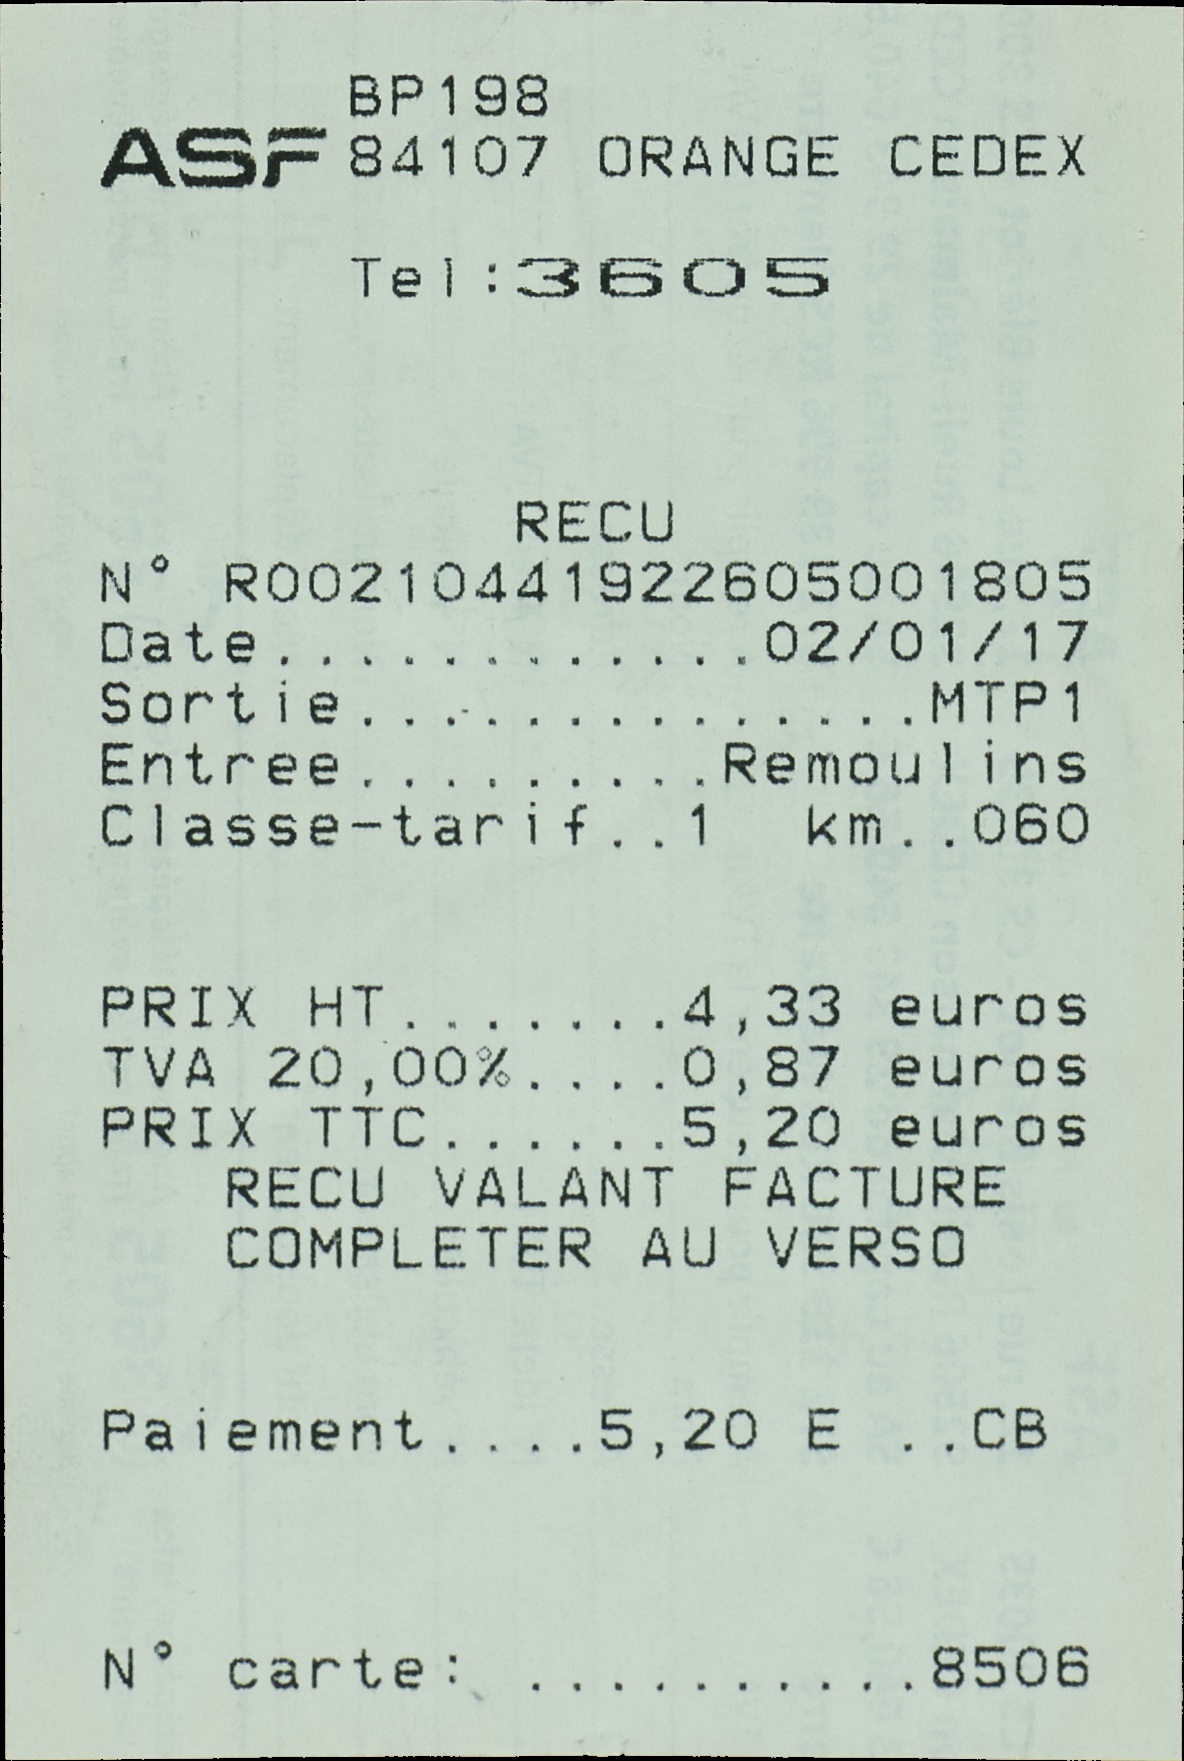 BP198
ASF 84107 ORANGE CEDEX
Tel:3605
RECU
N° R00210441922605001805
Date............02/01/17
Sortie..............MTP1
Entree.........Remoulins
Classe-tarif..1  km..060
PRIX HT.......4,33 euros
TVA 20,00%....0,87 euros
PRIX TTC......5,20 euros
RECU VALANT FACTURE
COMPLETER AU VERSO
Paiement....5,20 E ..CB
N° carte: ..........8506